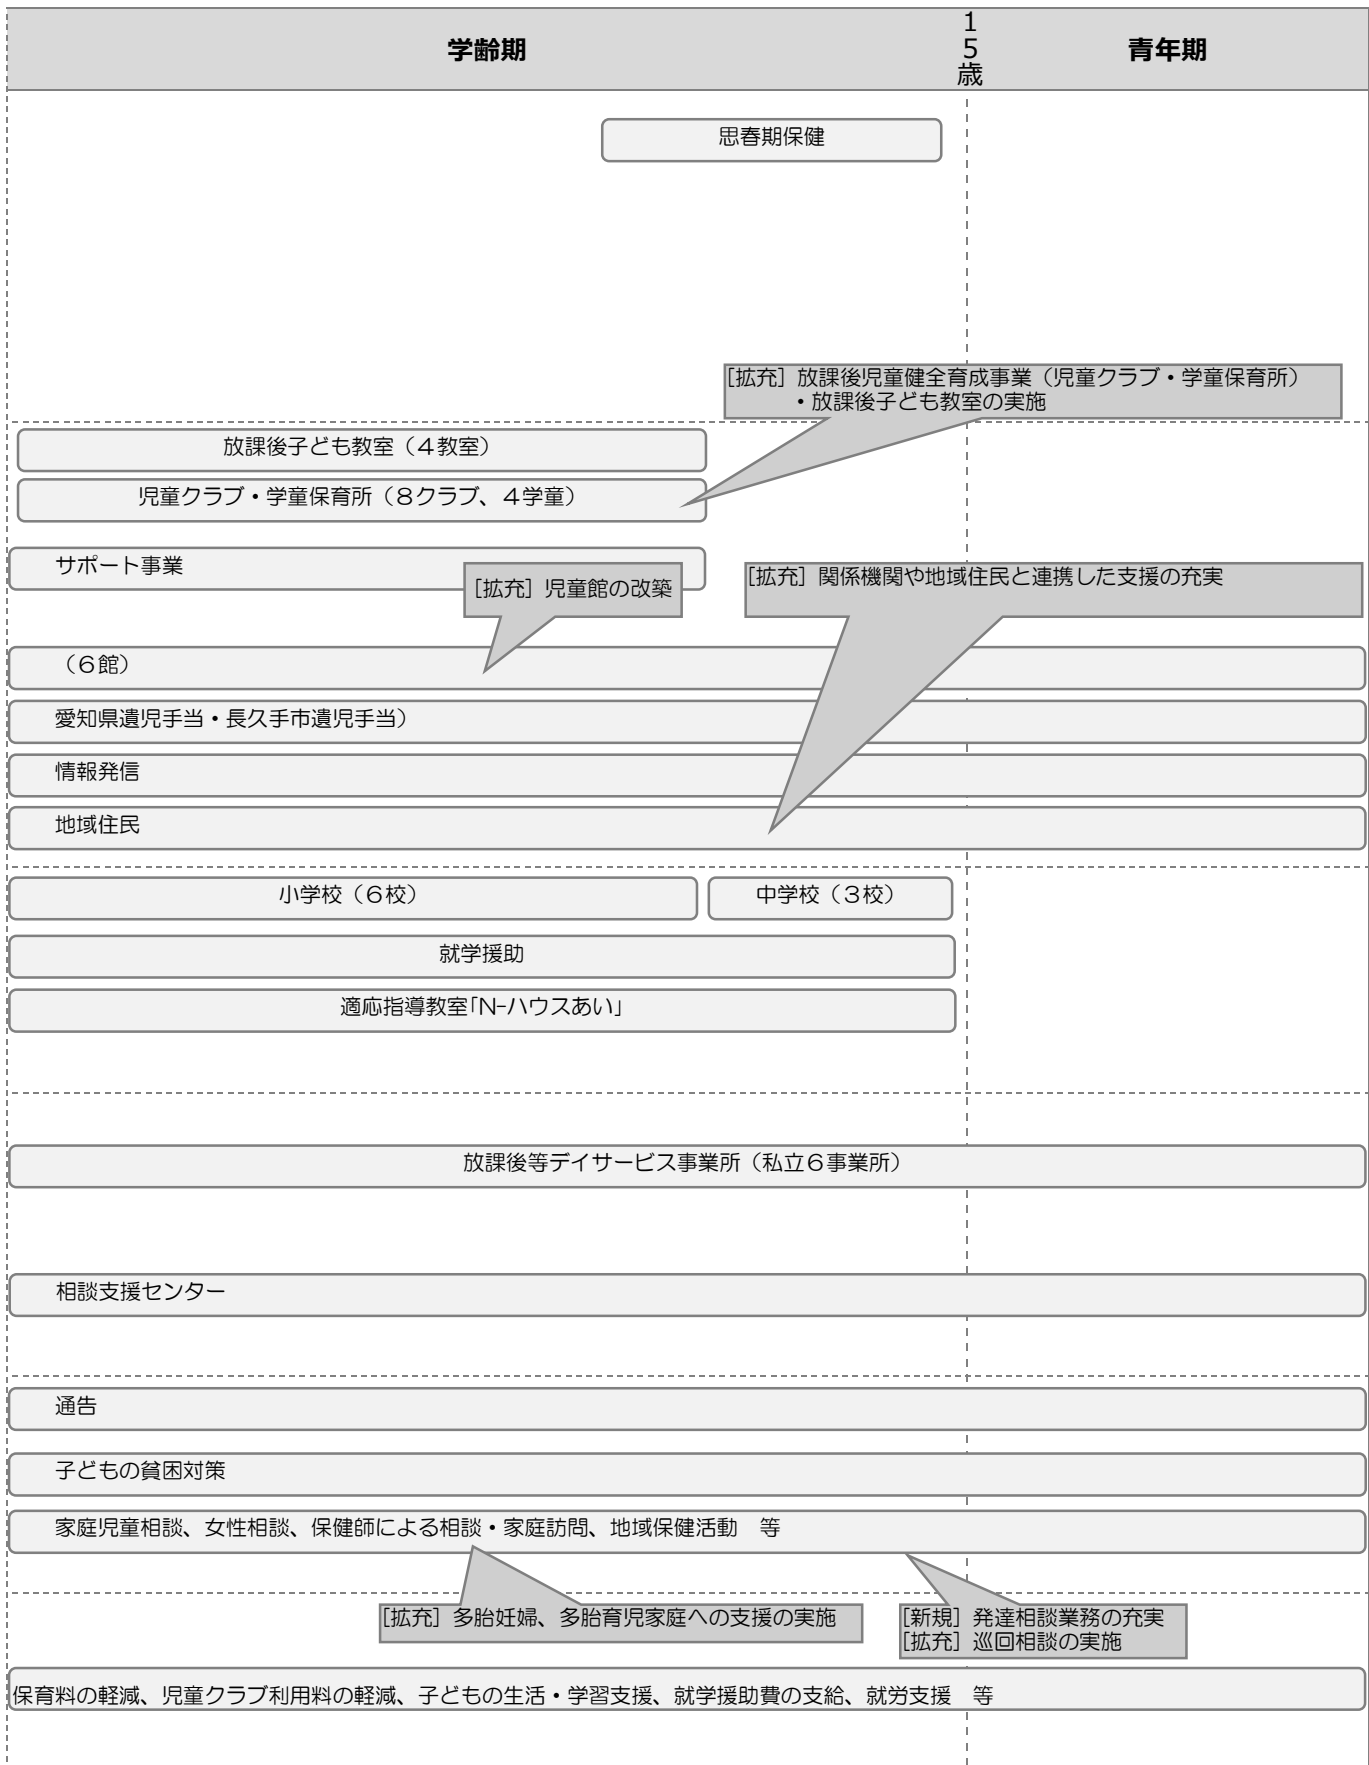 学齢期
15歳
青年期
思春期保健
[拡充] 放課後児童健全育成事業（児童クラブ・学童保育所）
・放課後子ども教室の実施
放課後子ども教室（４教室）
児童クラブ・学童保育所（８クラブ、４学童）
サポート事業
[拡充] 児童館の改築
[拡充] 関係機関や地域住民と連携した支援の充実
（６館）
愛知県遺児手当・長久手市遺児手当）
情報発信
地域住民
小学校（６校）
中学校（３校）
就学援助
適応指導教室「N-ハウスあい」
放課後等デイサービス事業所（私立６事業所）
相談支援センター
通告
子どもの貧困対策
家庭児童相談、女性相談、保健師による相談・家庭訪問、地域保健活動　等
[拡充] 多胎妊婦、多胎育児家庭への支援の実施
[新規] 発達相談業務の充実
[拡充] 巡回相談の実施
保育料の軽減、児童クラブ利用料の軽減、子どもの生活・学習支援、就学援助費の支給、就労支援　等